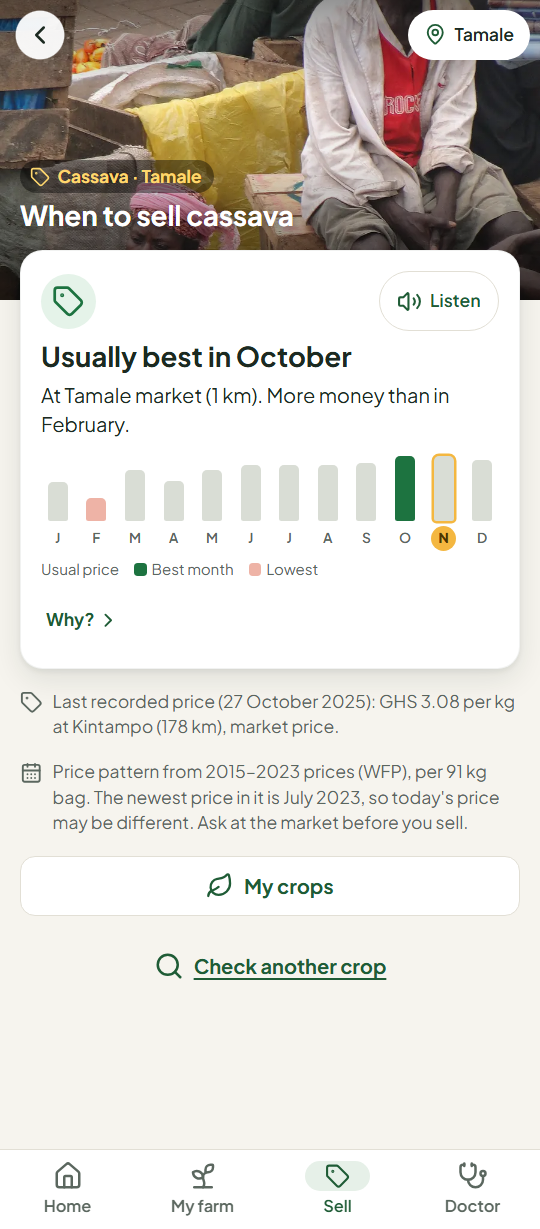 Tamale
Cassava · Tamale
When to sell cassava
Listen
Usually best in October
At Tamale market (1 km). More money than in
February.
J F M A M J J A S O N D
Usual price Best month Lowest
Why?
Last recorded price (27 October 2025): GHS 3.08 per kg
at Kintampo (178 km), market price.
Price pattern from 2015–2023 prices (WFP), per 91 kg
bag. The newest price in it is July 2023, so today's price
may be different. Ask at the market before you sell.
My crops
Check another crop
Home My farm Sell Doctor